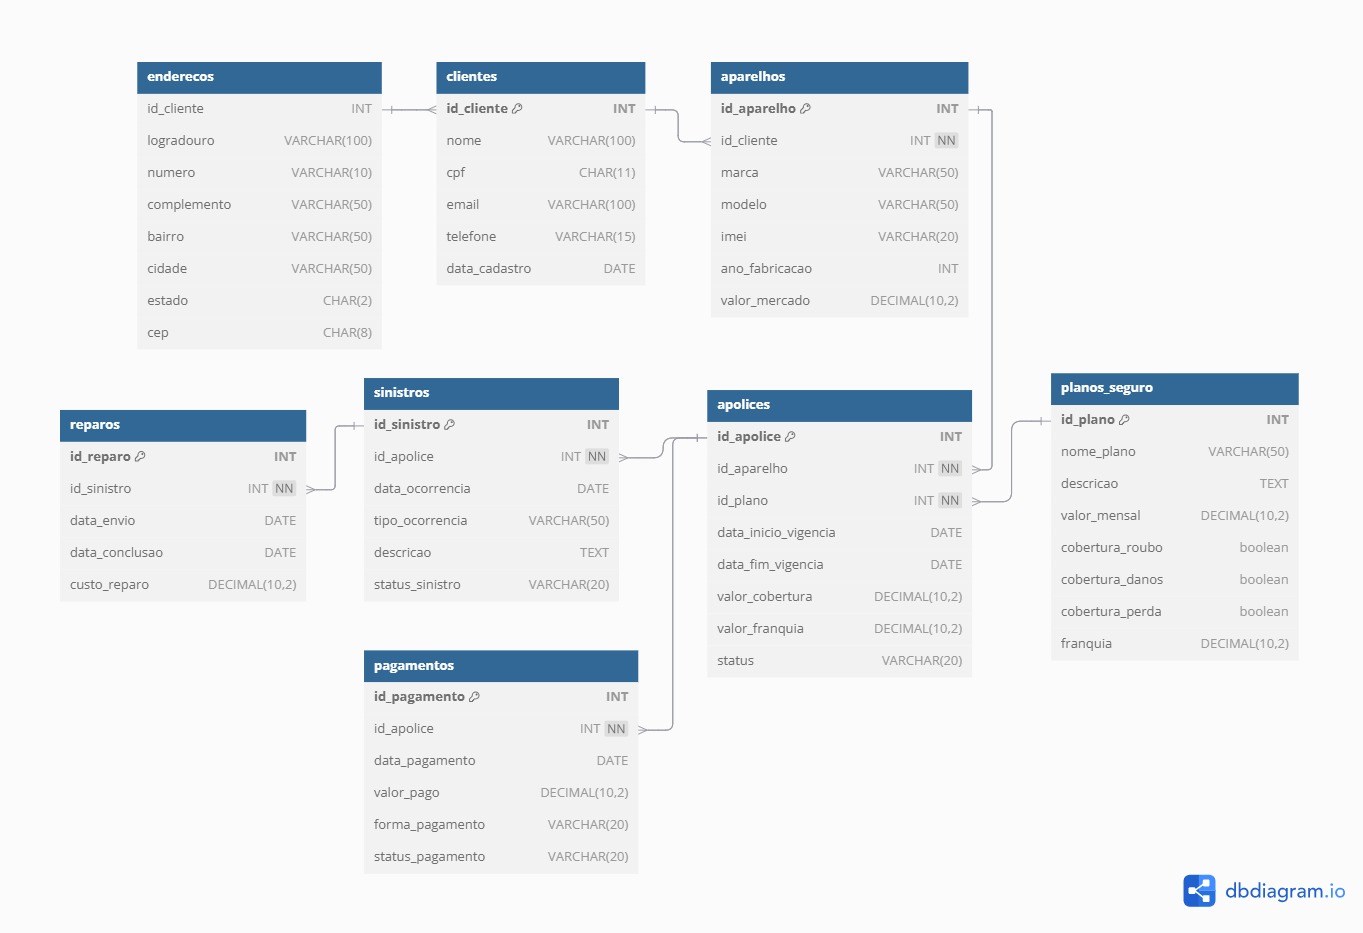 enderecos
id_cliente INT
logradouro VARCHAR(100)
numero VARCHAR(10)
complemento VARCHAR(50)
bairro VARCHAR(50)
cidade VARCHAR(50)
estado CHAR(2)
cep CHAR(8)
clientes
id_cliente INT
nome VARCHAR(100)
cpf CHAR(11)
email VARCHAR(100)
telefone VARCHAR(15)
data_cadastro DATE
aparelhos
id_aparelho INT
id_cliente INT NN
marca VARCHAR(50)
modelo VARCHAR(50)
imei VARCHAR(20)
ano_fabricacao INT
valor_mercado DECIMAL(10,2)
reparos
id_reparo INT
id_sinistro INT NN
data_envio DATE
data_conclusao DATE
custo_reparo DECIMAL(10,2)
sinistros
id_sinistro INT
id_apolice INT NN
data_ocorrencia DATE
tipo_ocorrencia VARCHAR(50)
descricao TEXT
status_sinistro VARCHAR(20)
apolices
id_apolice INT
id_aparelho INT NN
id_plano INT NN
data_inicio_vigencia DATE
data_fim_vigencia DATE
valor_cobertura DECIMAL(10,2)
valor_franquia DECIMAL(10,2)
status VARCHAR(20)
planos_seguro
id_plano INT
nome_plano VARCHAR(50)
descricao TEXT
valor_mensal DECIMAL(10,2)
cobertura_roubo boolean
cobertura_danos boolean
cobertura_perda boolean
franquia DECIMAL(10,2)
pagamentos
id_pagamento INT
id_apolice INT NN
data_pagamento DATE
valor_pago DECIMAL(10,2)
forma_pagamento VARCHAR(20)
status_pagamento VARCHAR(20)
dbdiagram.io